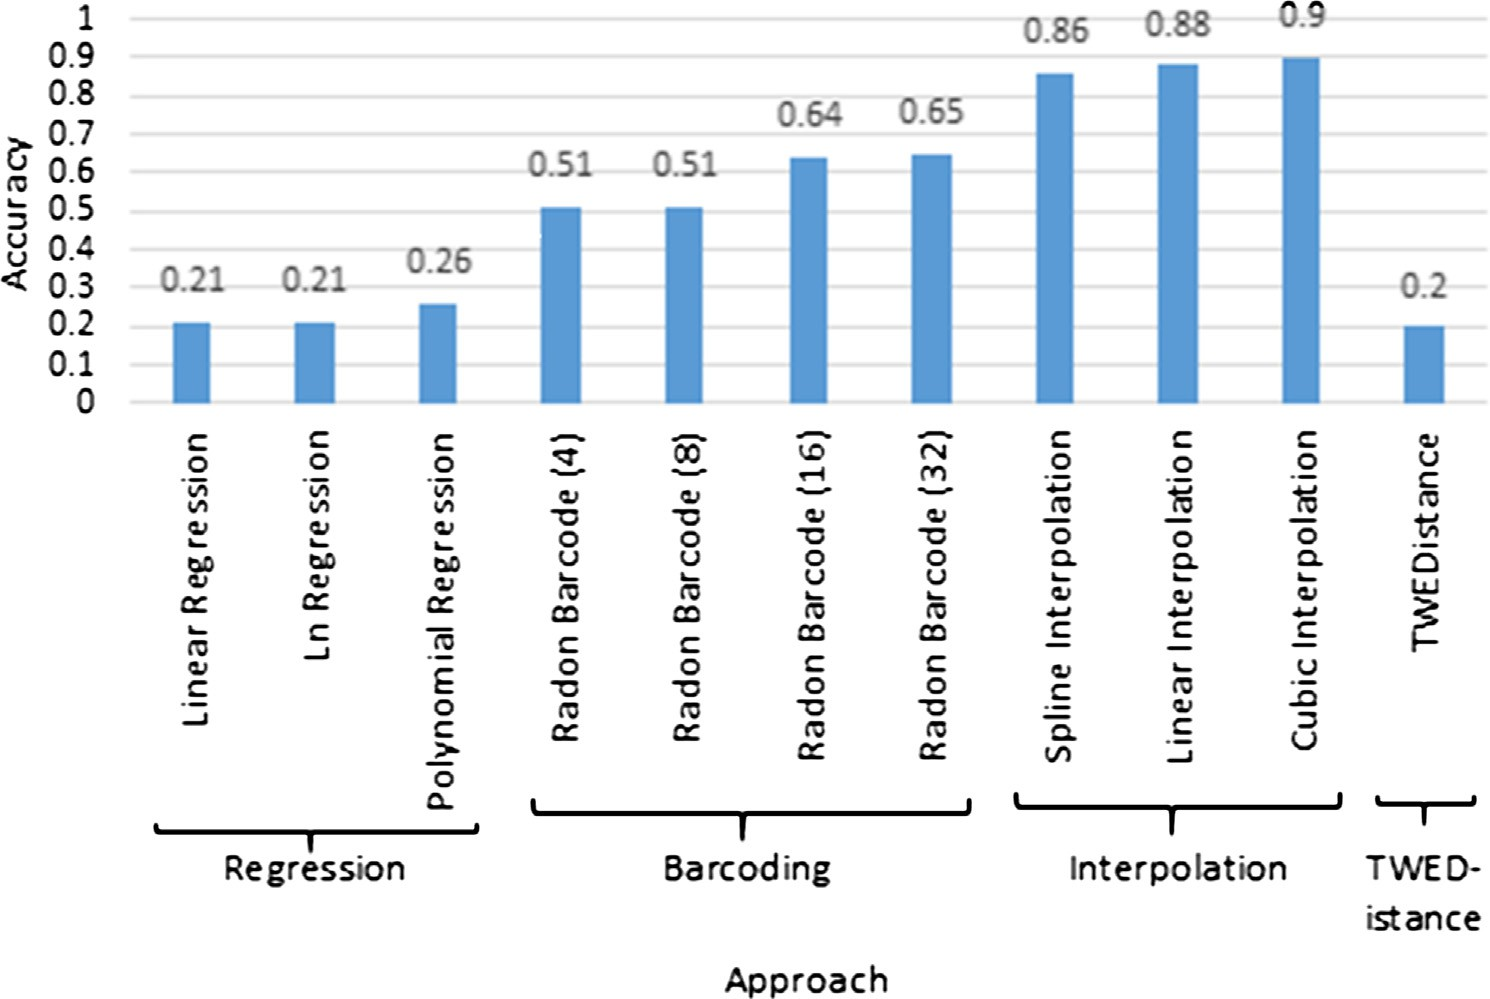 1
0.9
0.8
0.7
0.6
0.5
0.4
0.3
0.2
0.1
0
Accuracy
0.21
0.21
0.26
0.51
0.51
0.64
0.65
0.86
0.88
0.9
0.2
Linear Regression
Ln Regression
Polynomial Regression
Radon Barcode (4)
Radon Barcode (8)
Radon Barcode (16)
Radon Barcode (32)
Spline Interpolation
Linear Interpolation
Cubic Interpolation
TWEDistance
Regression
Barcoding
Interpolation
TWED-
istance
Approach